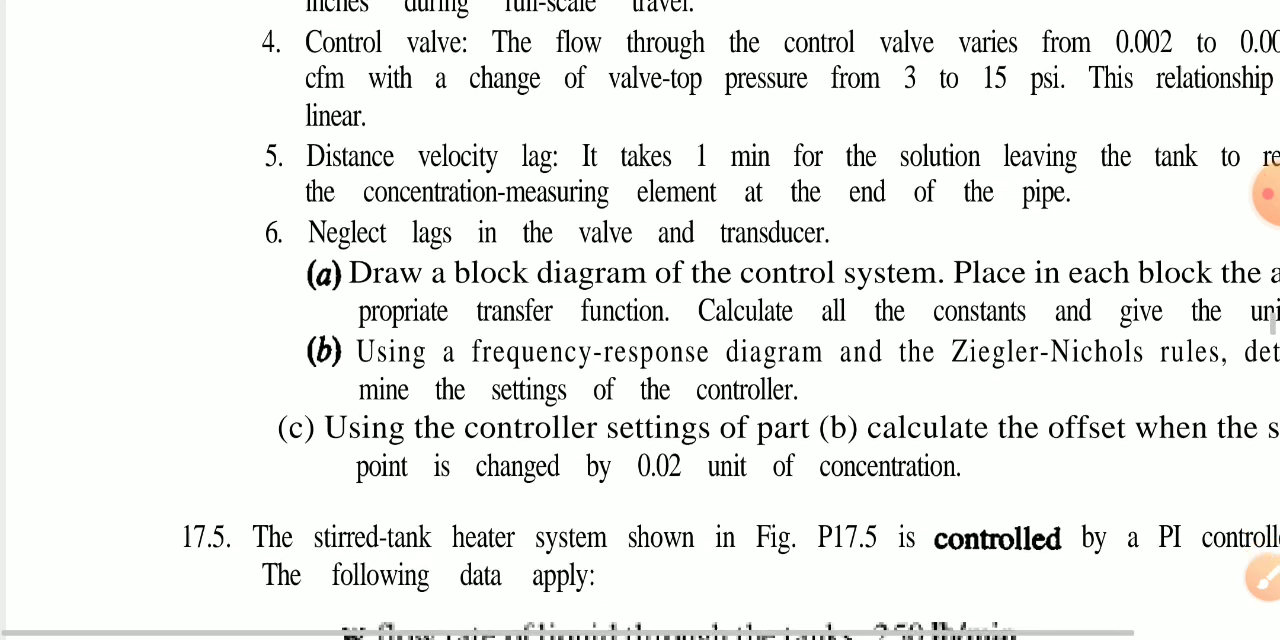 inches during full-scale travel.
4. Control valve: The flow through the control valve varies from 0.002 to 0.00
cfm with a change of valve-top pressure from 3 to 15 psi. This relationship
linear.
5. Distance velocity lag: It takes 1 min for the solution leaving the tank to re
the concentration-measuring element at the end of the pipe.
6. Neglect lags in the valve and transducer.
(a) Draw a block diagram of the control system. Place in each block the a
propriate transfer function. Calculate all the constants and give the uni
(b) Using a frequency-response diagram and the Ziegler-Nichols rules, det
mine the settings of the controller.
(c) Using the controller settings of part (b) calculate the offset when the s
point is changed by 0.02 unit of concentration.
17.5. The stirred-tank heater system shown in Fig. P17.5 is controlled by a PI controll
The following data apply: